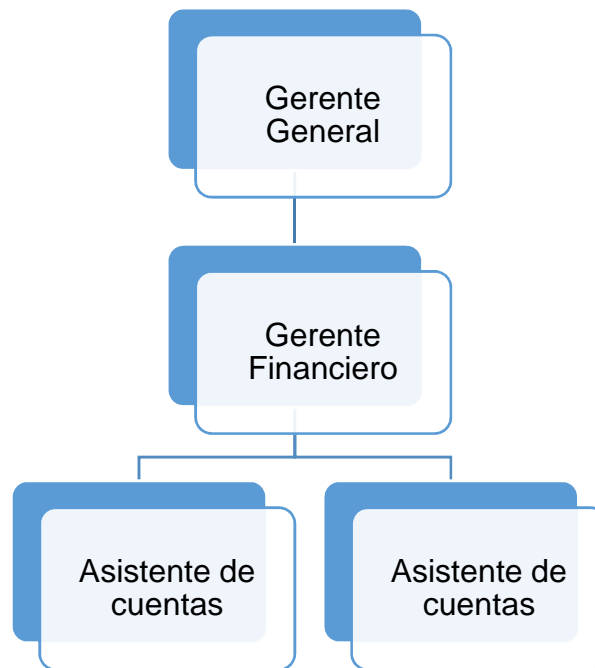 Gerente
General
Gerente
Financiero
Asistente de
cuentas
Asistente de
cuentas